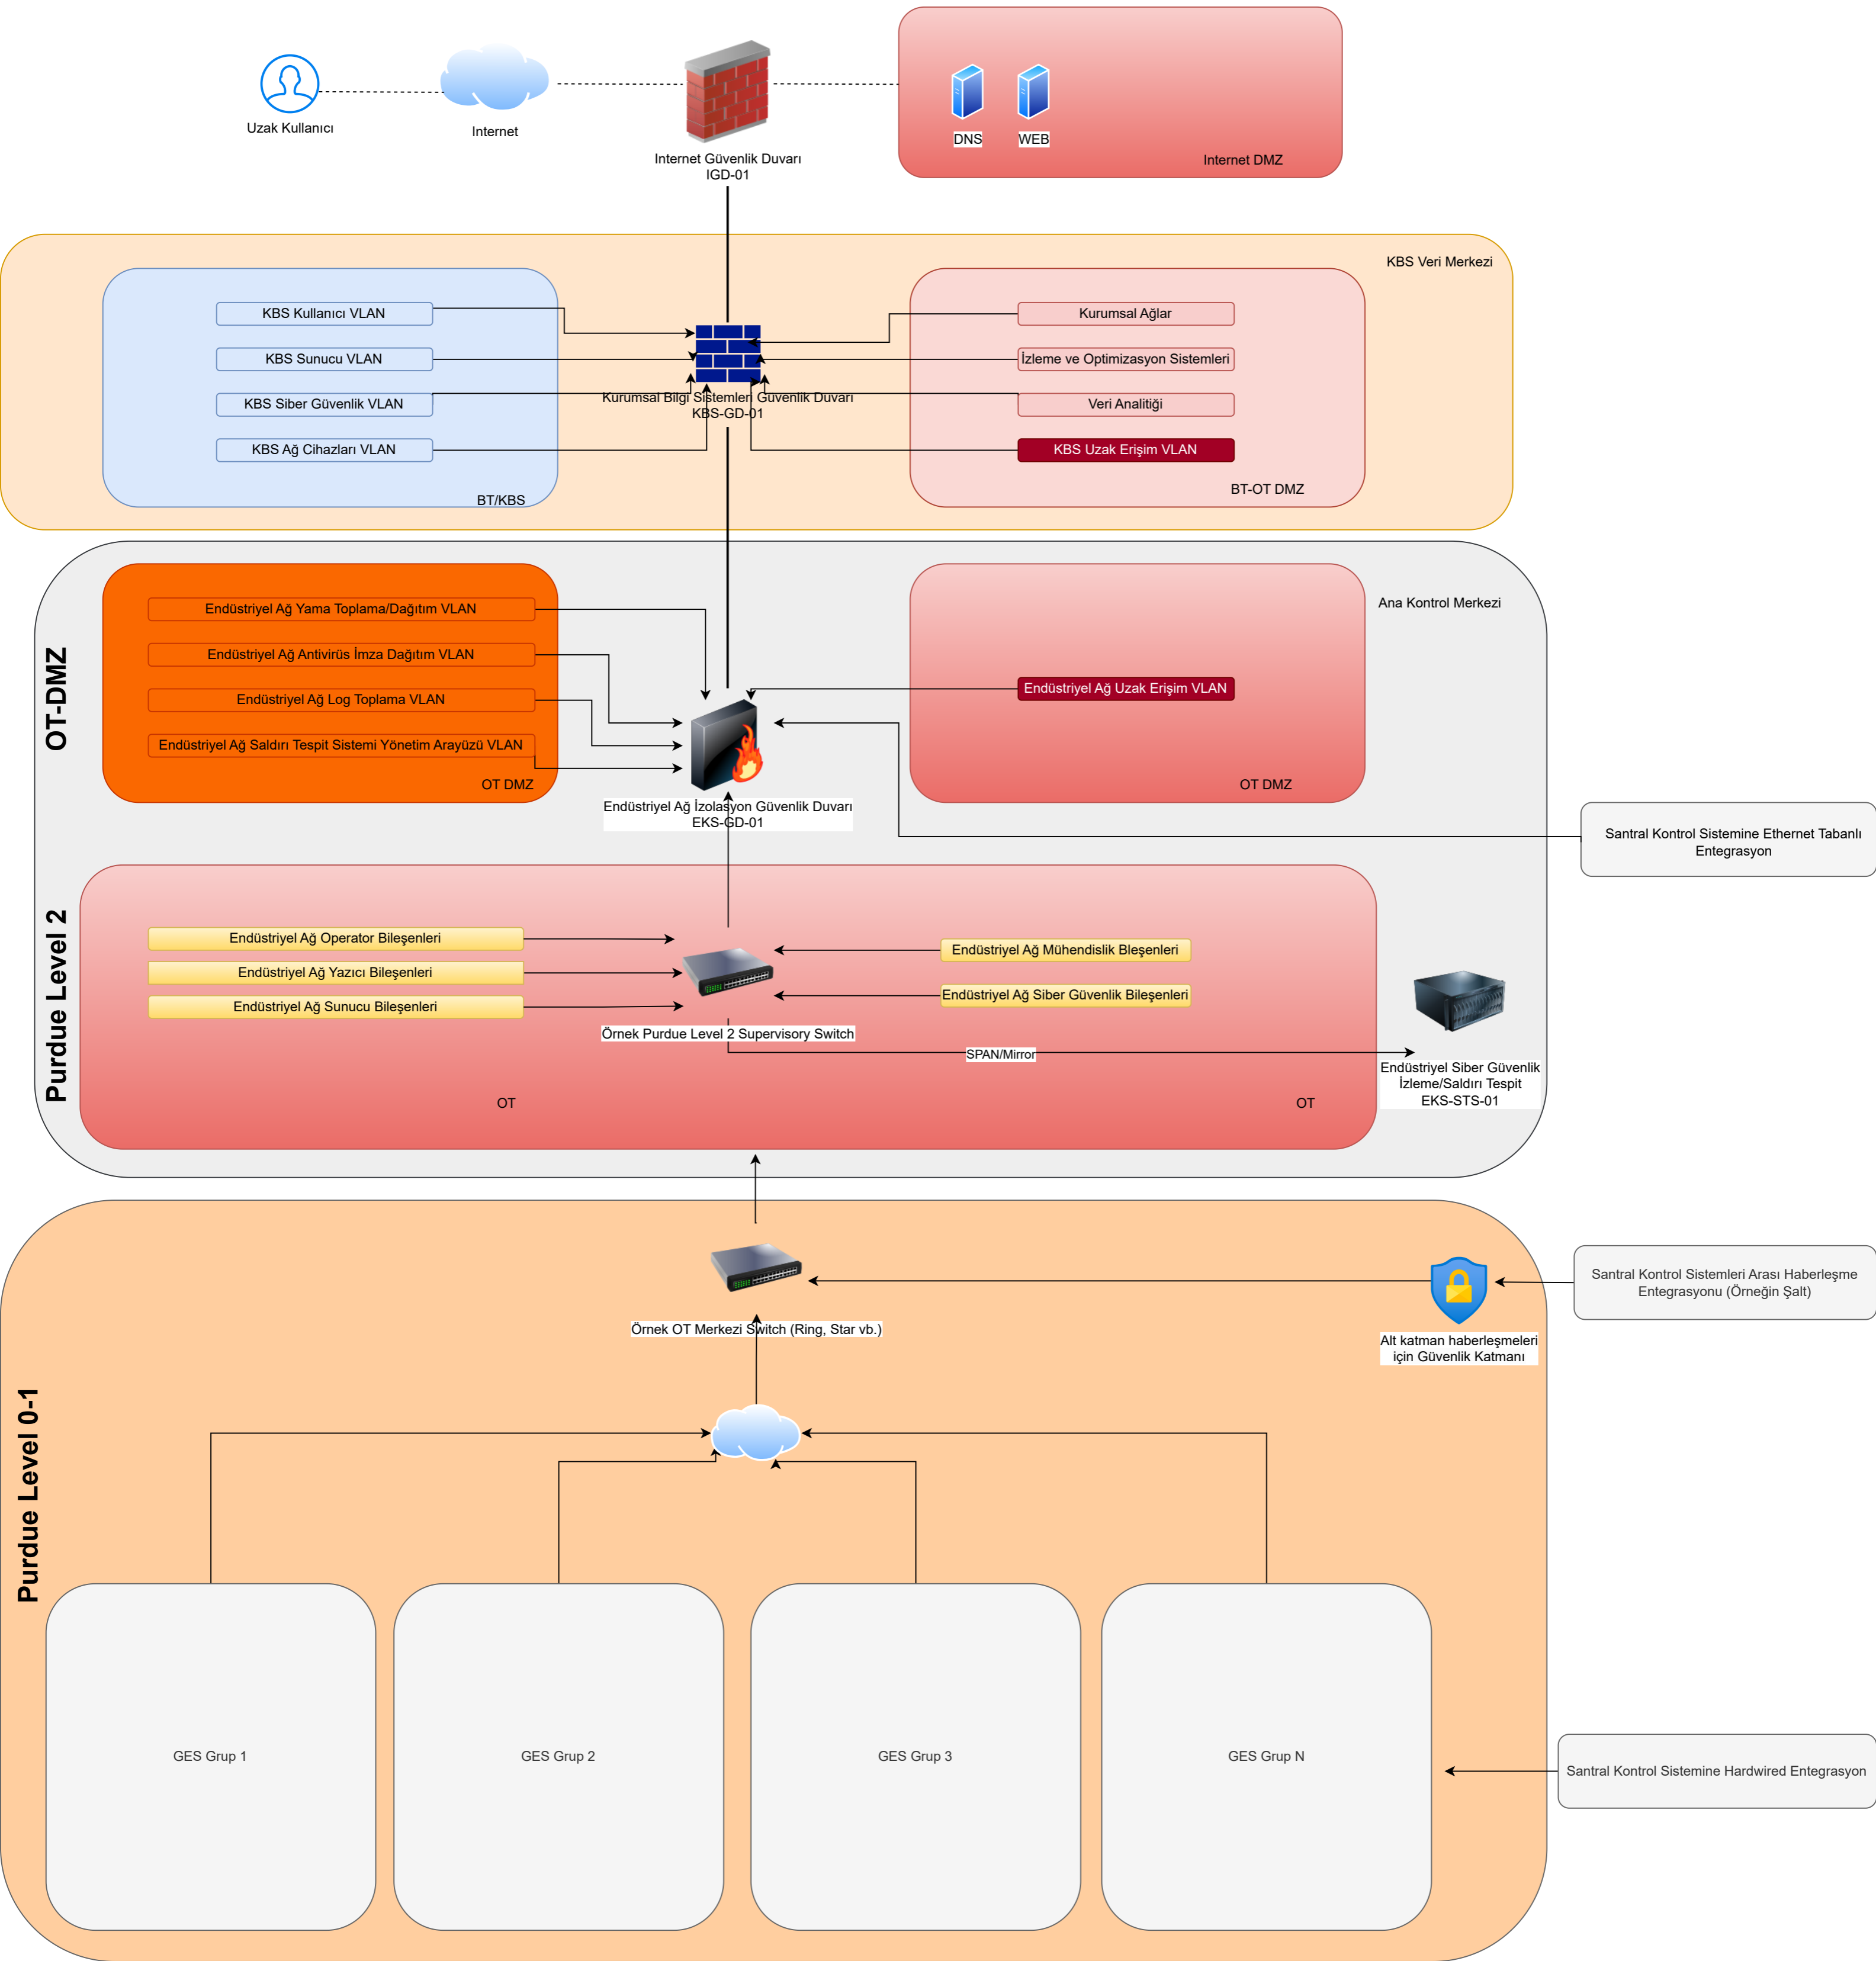 Uzak Kullanıcı
Internet
Internet Güvenlik Duvarı
IGD-01
DNS
WEB
Internet DMZ
KBS Veri Merkezi
KBS Kullanıcı VLAN
KBS Sunucu VLAN
KBS Siber Güvenlik VLAN
KBS Ağ Cihazları VLAN
BT/KBS
Kurumsal Bilgi Sistemleri Güvenlik Duvarı
KBS-GD-01
Kurumsal Ağlar
İzleme ve Optimizasyon Sistemleri
Veri Analitiği
KBS Uzak Erişim VLAN
BT-OT DMZ
OT-DMZ
Endüstriyel Ağ Yama Toplama/Dağıtım VLAN
Endüstriyel Ağ Antivirüs İmza Dağıtım VLAN
Endüstriyel Ağ Log Toplama VLAN
Endüstriyel Ağ Saldırı Tespit Sistemi Yönetim Arayüzü VLAN
OT DMZ
Endüstriyel Ağ İzolasyon Güvenlik Duvarı
EKS-GD-01
Ana Kontrol Merkezi
Endüstriyel Ağ Uzak Erişim VLAN
OT DMZ
Santral Kontrol Sistemine Ethernet Tabanlı
Entegrasyon
Purdue Level 2
Endüstriyel Ağ Operator Bileşenleri
Endüstriyel Ağ Yazıcı Bileşenleri
Endüstriyel Ağ Sunucu Bileşenleri
Örnek Purdue Level 2 Supervisory Switch
Endüstriyel Ağ Mühendislik Bleşenleri
Endüstriyel Ağ Siber Güvenlik Bileşenleri
SPAN/Mirror
Endüstriyel Siber Güvenlik
İzleme/Saldırı Tespit
EKS-STS-01
OT
OT
Purdue Level 0-1
Örnek OT Merkezi Switch (Ring, Star vb.)
Alt katman haberleşmeleri
için Güvenlik Katmanı
Santral Kontrol Sistemleri Arası Haberleşme
Entegrasyonu (Örneğin Şalt)
GES Grup 1
GES Grup 2
GES Grup 3
GES Grup N
Santral Kontrol Sistemine Hardwired Entegrasyon